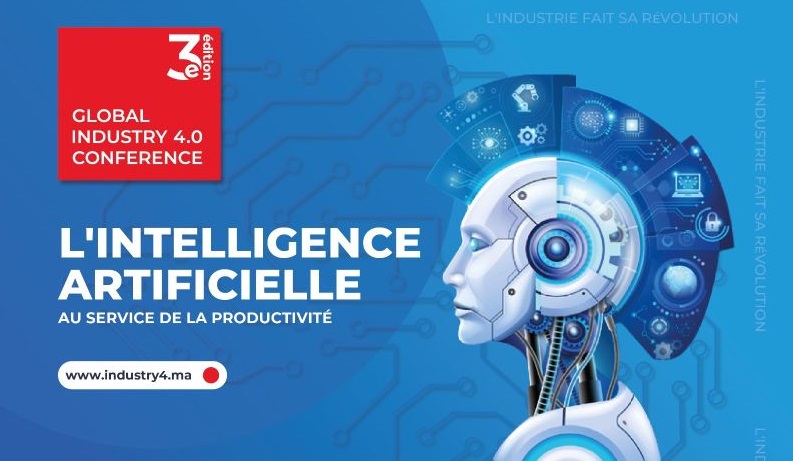 L'INDUSTRIE FAIT SA RéVOLUTION
3e
édition
GLOBAL
INDUSTRY 4.0
CONFERENCE
L'INTELLIGENCE
ARTIFICIELLE
AU SERVICE DE LA PRODUCTIVITÉ
www.industry4.ma
L'INDUSTRIE FAIT SA RéVOLUTION
L'IN